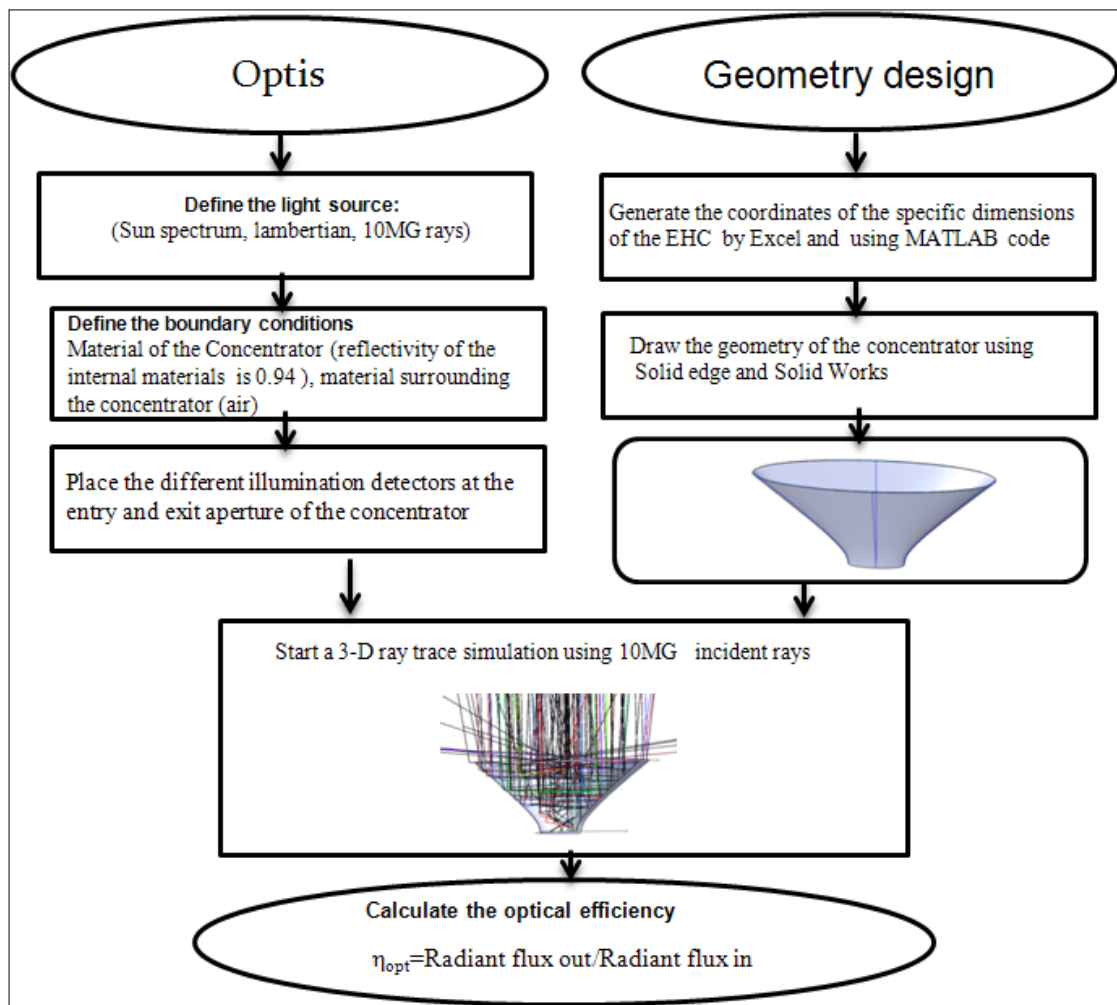 Optis
Geometry design
Define the light source:
(Sun spectrum, lambertian, 10MG rays)
Generate the coordinates of the specific dimensions
of the EHC by Excel and using MATLAB code
Define the boundary conditions
Material of the Concentrator (reflectivity of the
internal materials is 0.94 ), material surrounding
the concentrator (air)
Draw the geometry of the concentrator using
Solid edge and Solid Works
Place the different illumination detectors at the
entry and exit aperture of the concentrator
Start a 3-D ray trace simulation using 10MG incident rays
Calculate the optical efficiency
ηopt=Radiant flux out/Radiant flux in